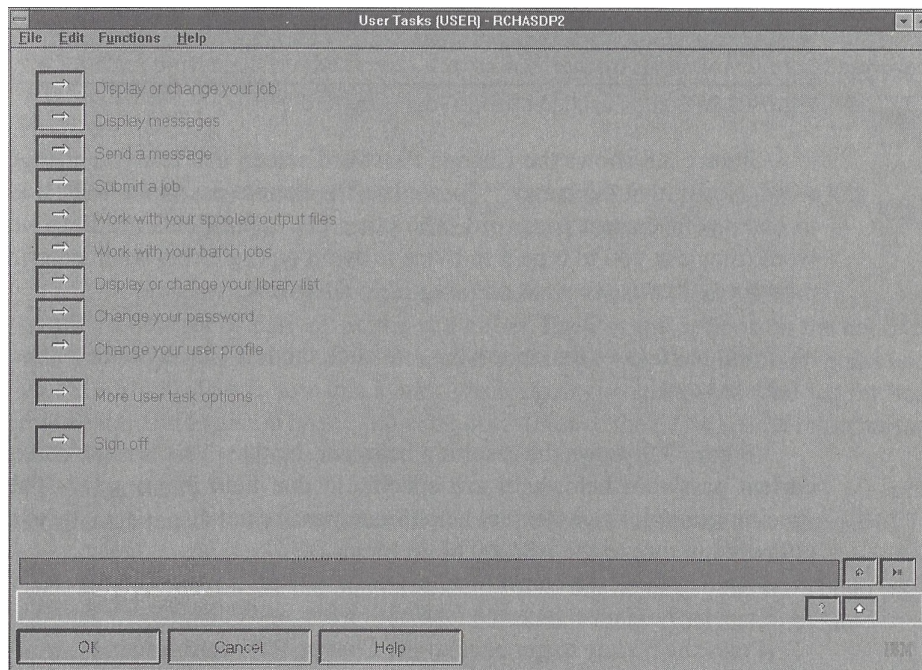 User Tasks (USER) - RCHASDP2
File Edit Functions Help
Display or change your job
Display messages
Send a message
Submit a job
Work with your spooled output files
Work with your batch jobs
Display or change your library list
Change your password
Change your user profile
More user task options
Sign off
?
OK Cancel Help IBM